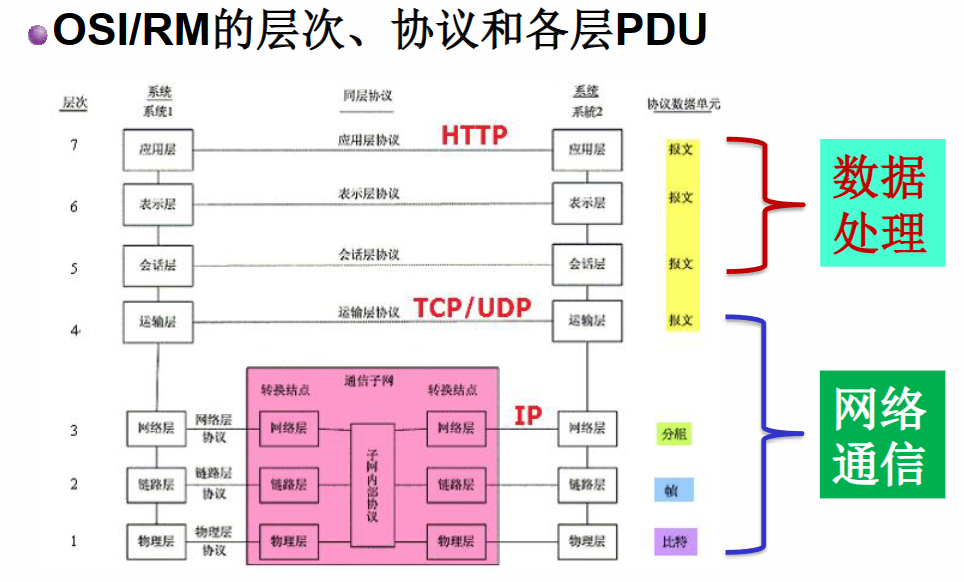 OSI/RM的层次、协议和各层PDU
层次
系统
系统1
同层协议
系统
系统2
协议数据单元
7
应用层
应用层协议
HTTP
应用层
报文
6
表示层
表示层协议
表示层
报文
5
会话层
会话层协议
会话层
报文
数据
处理
4
运输层
运输层协议
TCP/UDP
运输层
报文
通信子网
转换结点
转换结点
3
网络层
网络层
协议
网络层
网络层
IP
网络层
分组
子网内部协议
2
链路层
链路层
协议
链路层
链路层
链路层
帧
1
物理层
物理层
协议
物理层
物理层
物理层
比特
网络
通信